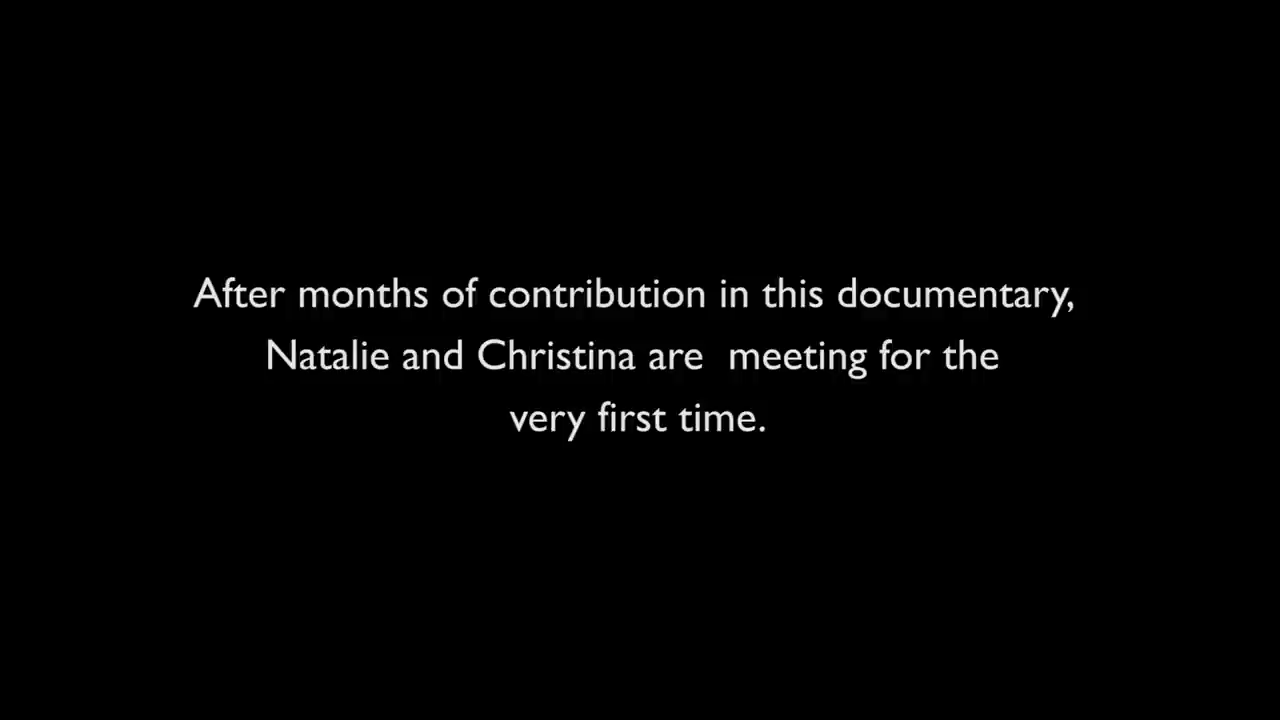 After months of contribution in this documentary,
Natalie and Christina are  meeting for the
very first time.